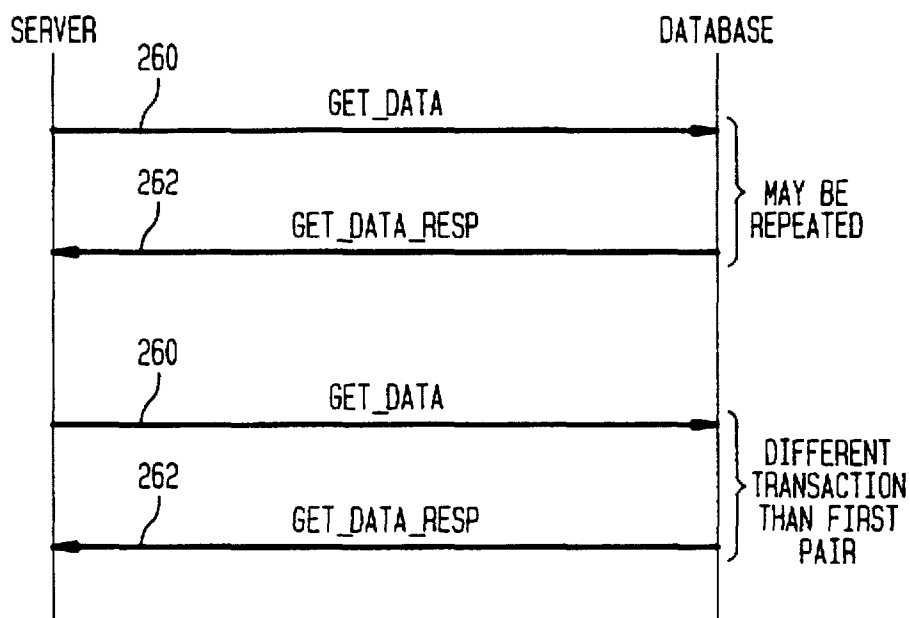 SERVER
DATABASE
260
GET_DATA
262
GET_DATA_RESP
MAY BE
REPEATED
260
GET_DATA
262
GET_DATA_RESP
DIFFERENT
TRANSACTION
THAN FIRST
PAIR